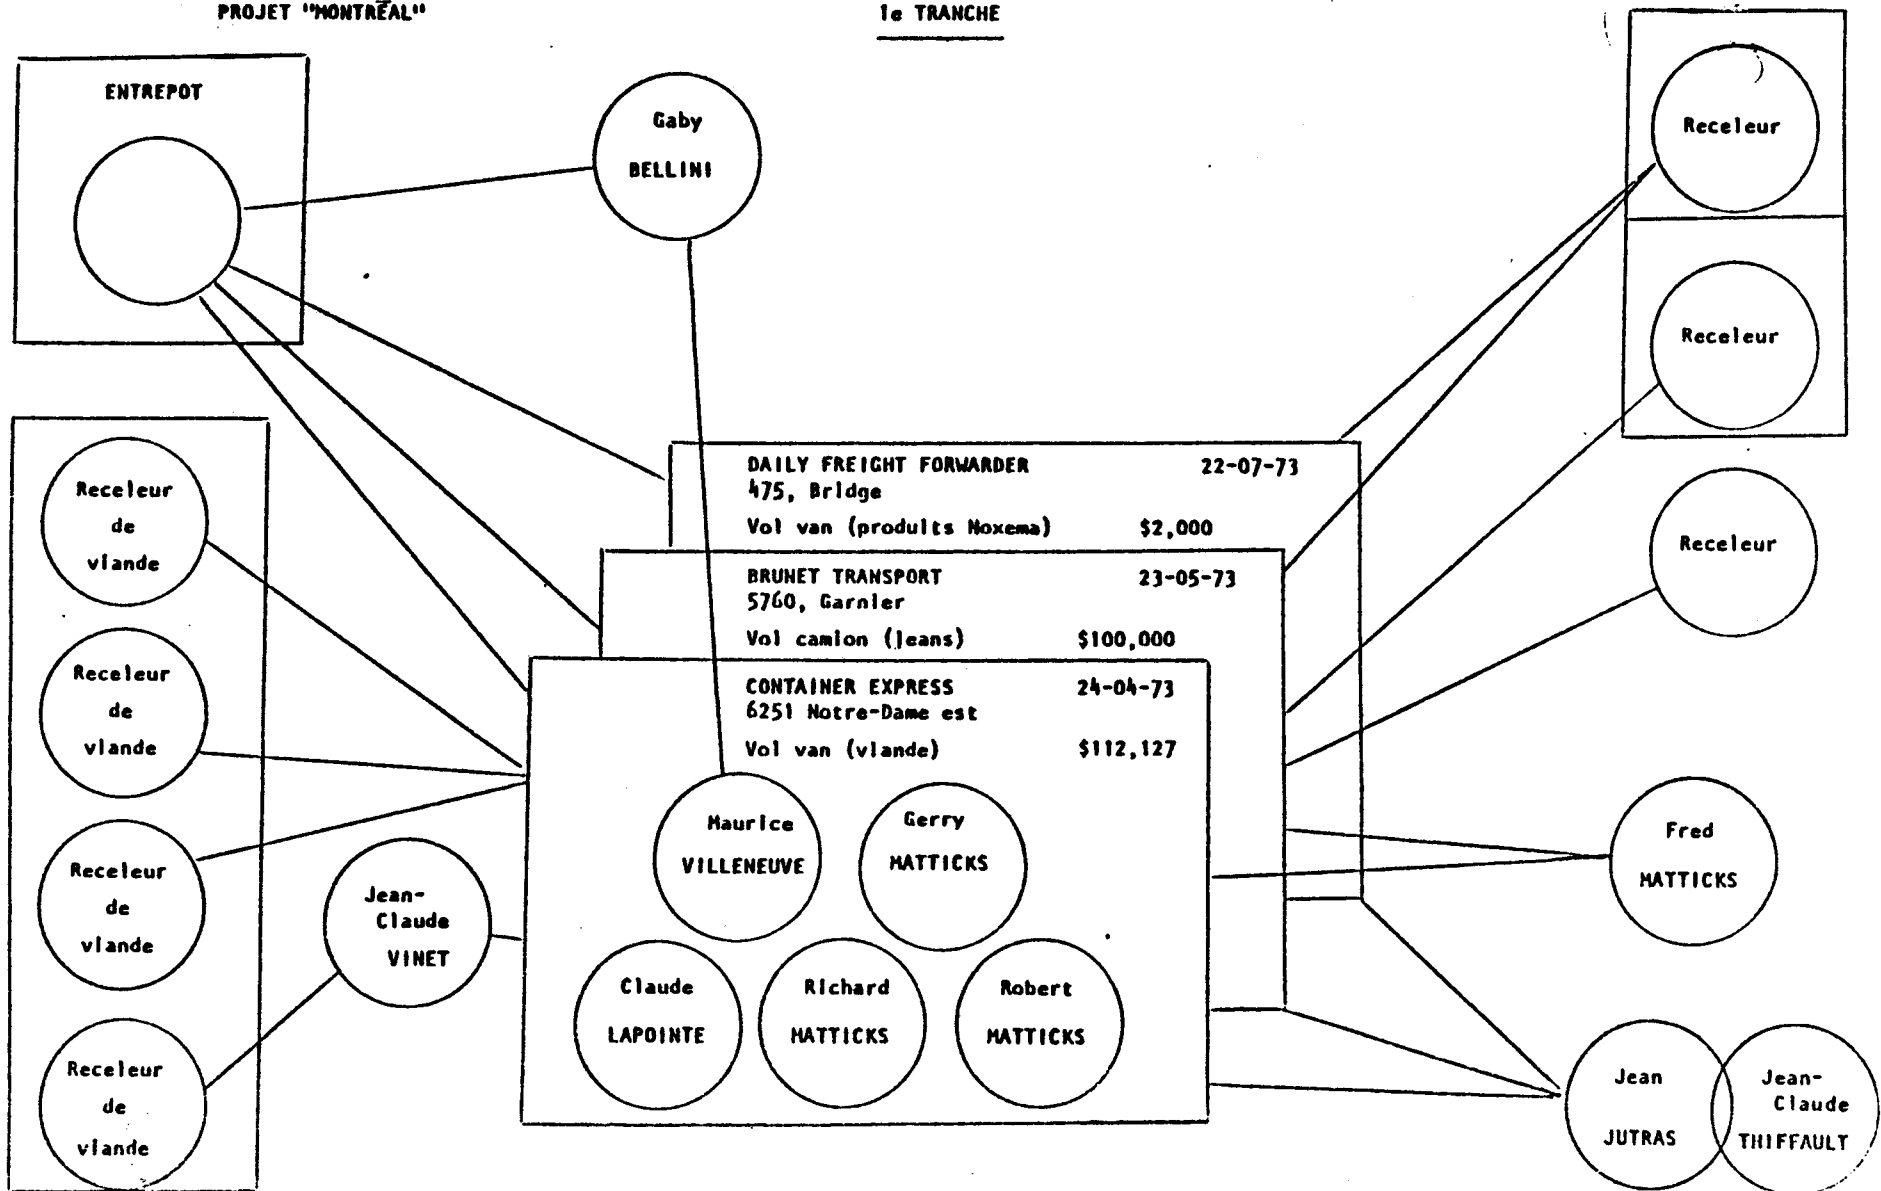 PROJET "MONTRÉAL"
1e TRANCHE
ENTREPOT
Gaby
BELLINI
Receleur
Receleur
Receleur
Receleur
de
viande
Receleur
de
viande
Receleur
de
viande
Receleur
de
viande
Jean-
Claude
VINET
DAILY FREIGHT FORWARDER 22-07-73
475, Bridge
Vol van (produits Noxema) $2,000
BRUNET TRANSPORT 23-05-73
5760, Garnier
Vol camion (jeans) $100,000
CONTAINER EXPRESS 24-04-73
6251 Notre-Dame est
Vol van (viande) $112,127
Maurice
VILLENEUVE
Gerry
MATTICKS
Claude
LAPOINTE
Richard
MATTICKS
Robert
MATTICKS
Fred
MATTICKS
Jean
JUTRAS
Jean-
Claude
THIFFAULT